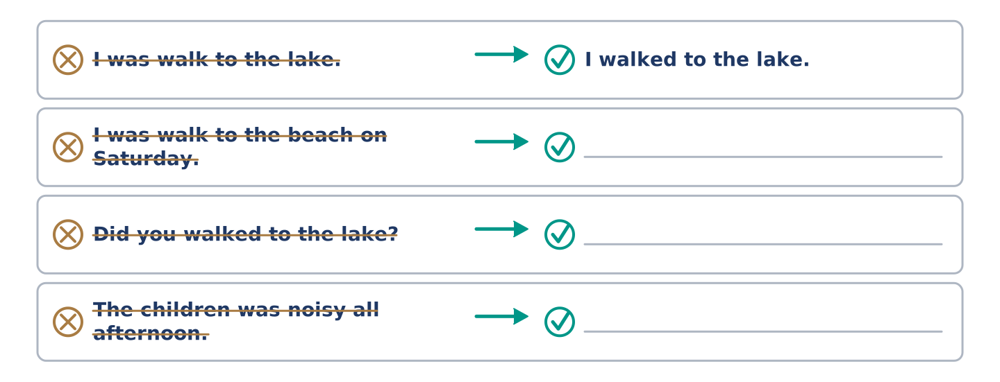 I was walk to the lake.
I walked to the lake.
I was walk to the beach on
Saturday.
Did you walked to the lake?
The children was noisy all
afternoon.